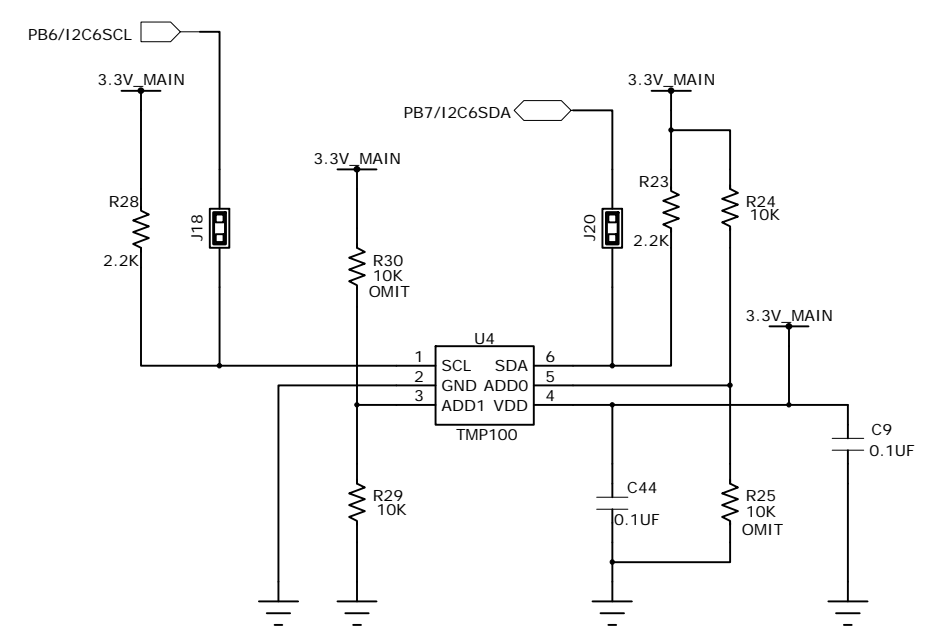 PB6/I2C6SCL
3.3V_MAIN
3.3V_MAIN
PB7/I2C6SDA
3.3V_MAIN
R28
2.2K
J18
R30
10K
OMIT
J20
R23
2.2K
R24
10K
3.3V_MAIN
U4
1 SCL SDA 6
2 GND ADD0 5
3 ADD1 VDD 4
TMP100
C9
0.1UF
R29
10K
C44
0.1UF
R25
10K
OMIT